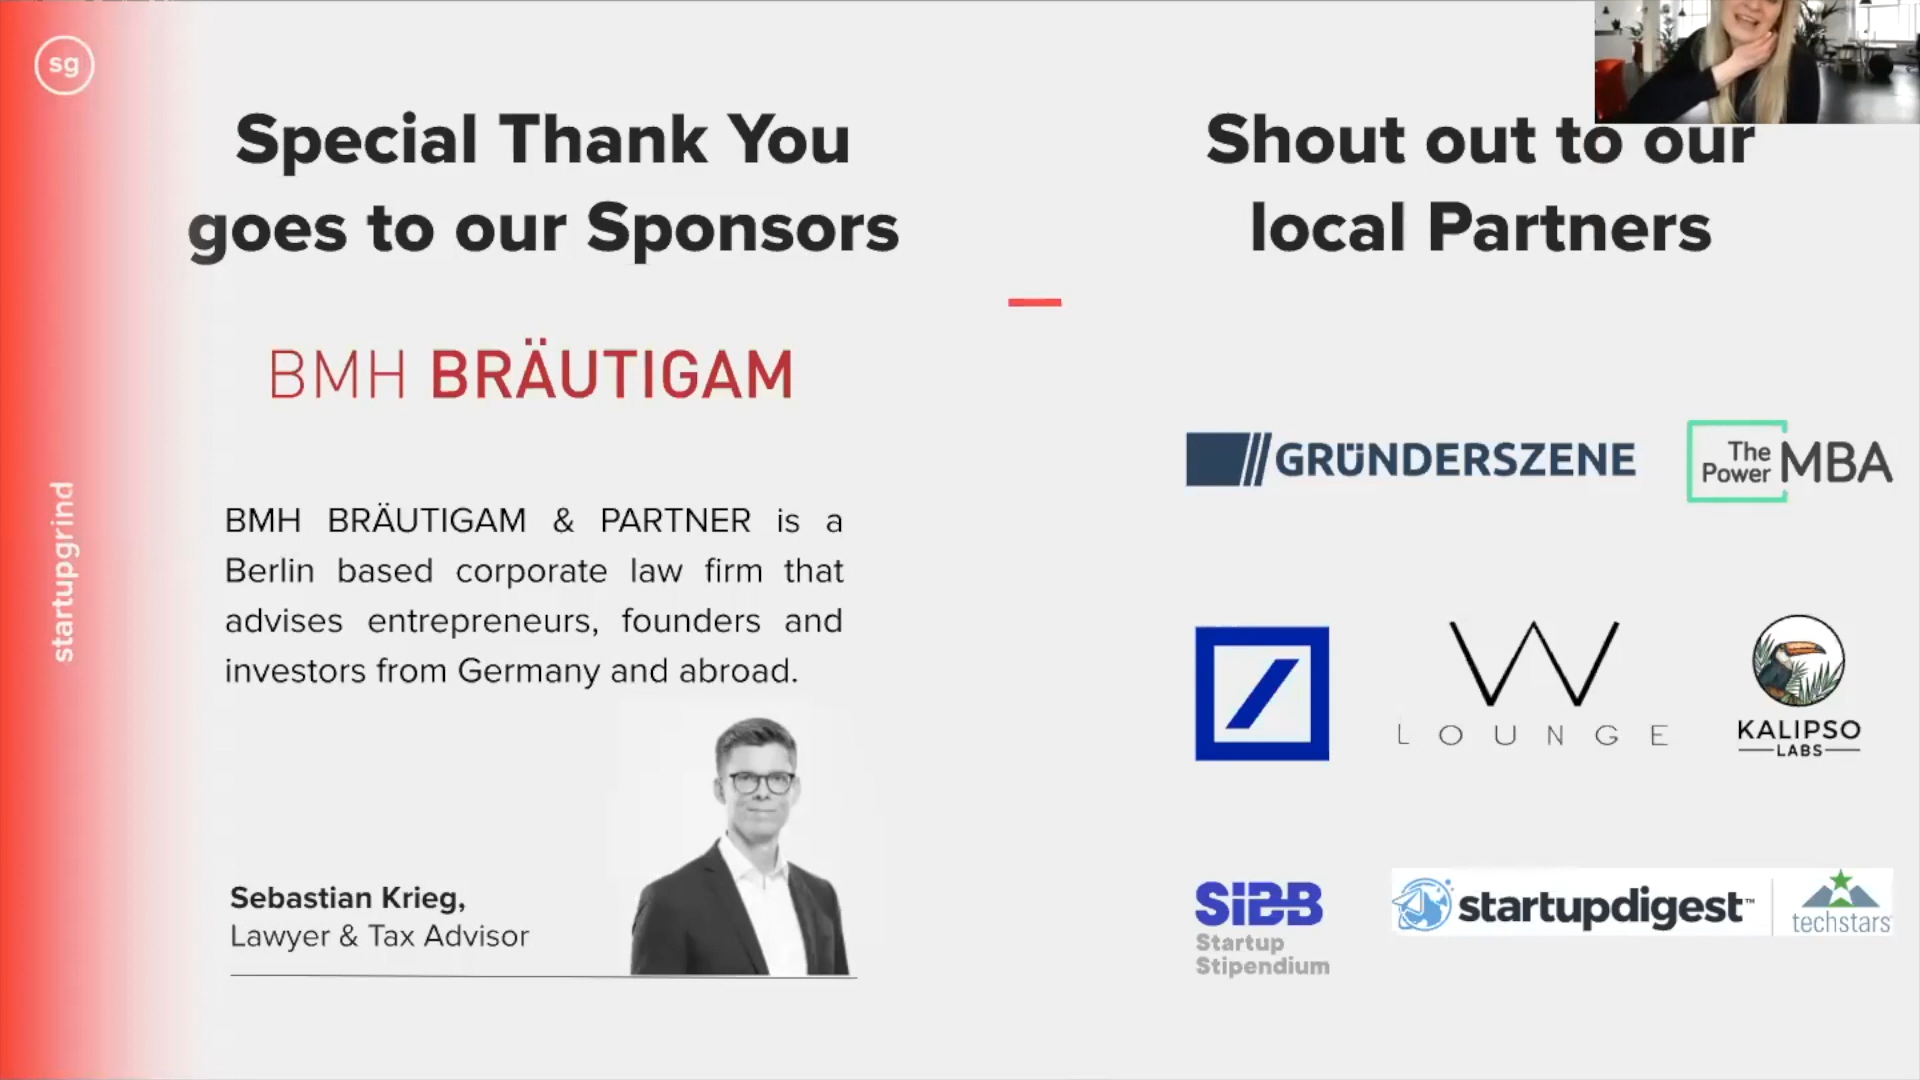 sg
startupgrind
Special Thank You
goes to our Sponsors
BMH BRÄUTIGAM
BMH BRÄUTIGAM & PARTNER is a
Berlin based corporate law firm that
advises entrepreneurs, founders and
investors from Germany and abroad.
Sebastian Krieg,
Lawyer & Tax Advisor
Shout out to our
local Partners
GRÜNDERSZENE
The
Power MBA
W
LOUNGE
KALIPSO
LABS
SiBB
Startup
Stipendium
startupdigest™
techstars